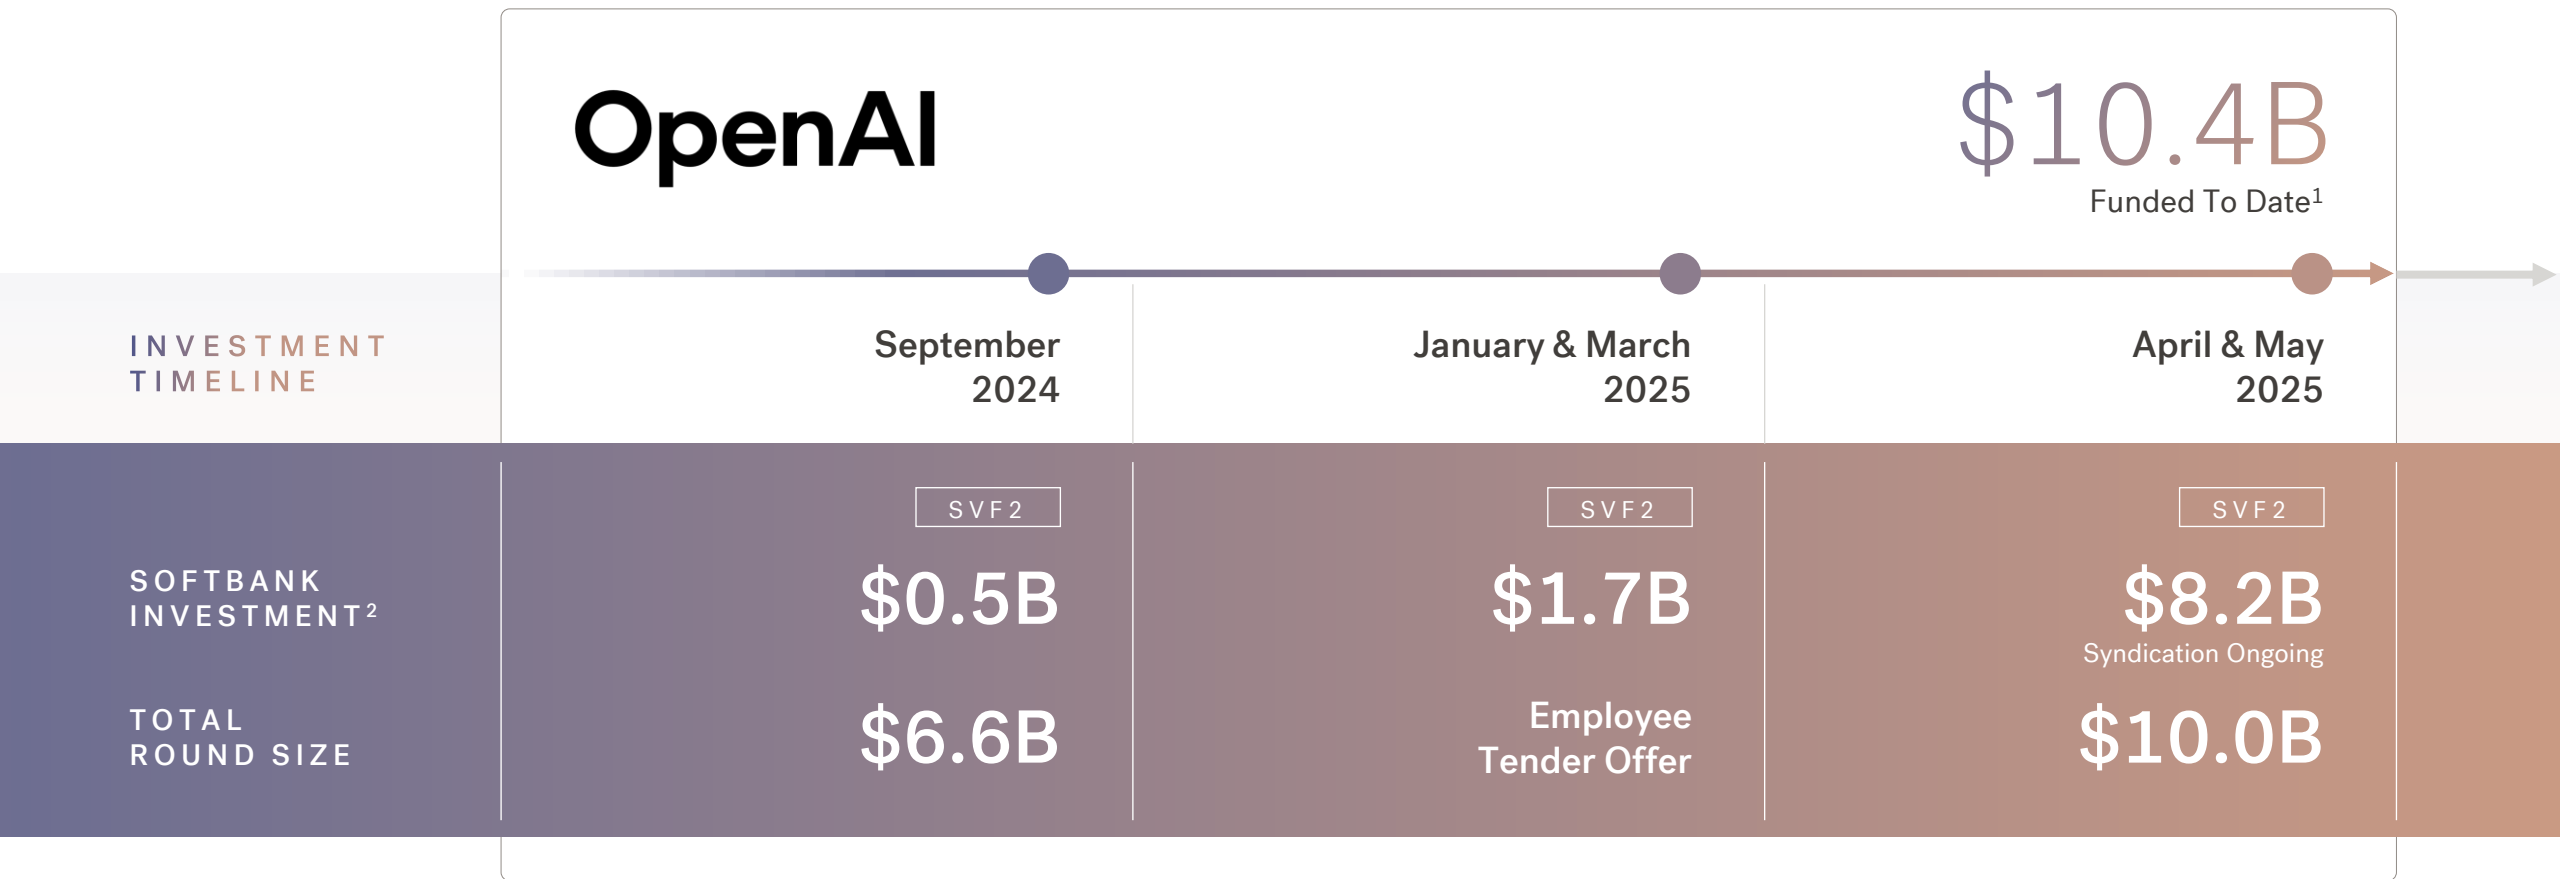 OpenAI
$10.4B
Funded To Date¹
INVESTMENT
TIMELINE
September
2024
January & March
2025
April & May
2025
SVF2
SVF2
SVF2
SOFTBANK
INVESTMENT²
$0.5B
$1.7B
$8.2B
Syndication Ongoing
TOTAL
ROUND SIZE
$6.6B
Employee
Tender Offer
$10.0B